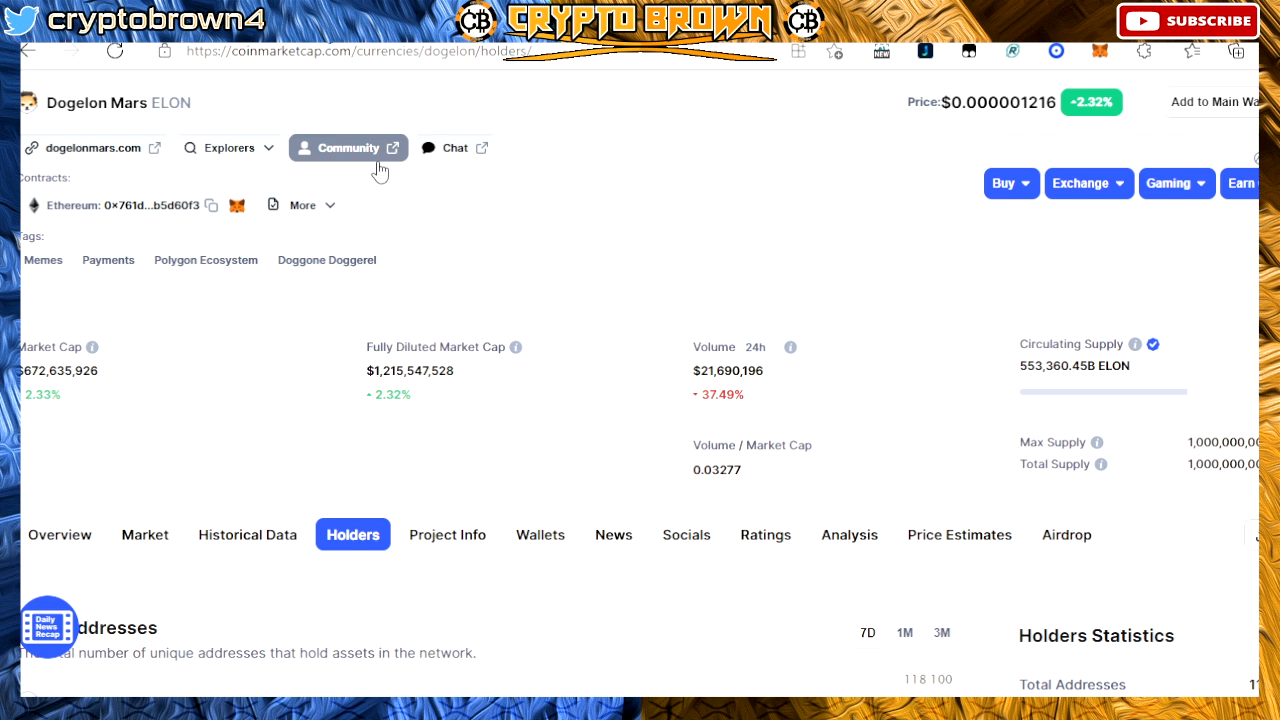 cryptobrown4
CB CRYPTO BROWN CB
SUBSCRIBE
https://coinmarketcap.com/currencies/dogelon/holders/
NEW
J
Dogelon Mars ELON
Price: $0.000001216 2.32%
Add to Main Wa
dogelonmars.com Explorers Community Chat
Contracts:
Buy Exchange Gaming Earn
Ethereum: 0x761d...b5d60f3 More
Tags:
Memes Payments Polygon Ecosystem Doggone Doggerel
Market Cap Fully Diluted Market Cap Volume 24h Circulating Supply
$672,635,926 $1,215,547,528 $21,690,196 553,360.45B ELON
2.33% 2.32% 37.49%
Volume / Market Cap
0.03277
Max Supply 1,000,000,00
Total Supply 1,000,000,00
Overview Market Historical Data Holders Project Info Wallets News Socials Ratings Analysis Price Estimates Airdrop
Daily
News
Recap
ddresses
7D 1M 3M
Holders Statistics
number of unique addresses that hold assets in the network.
118 100
Total Addresses 11